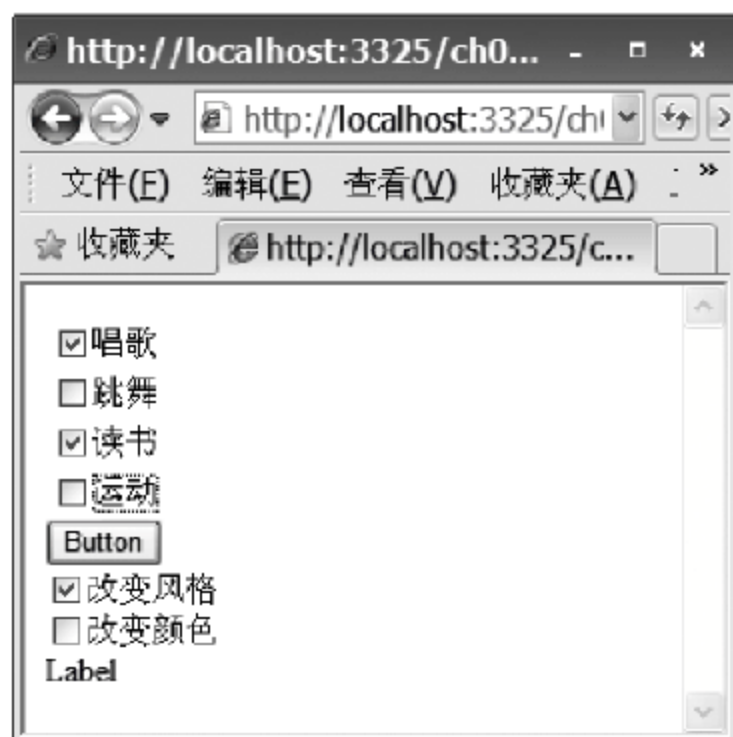 http://localhost:3325/ch0...
http://localhost:3325/ch
文件(F) 编辑(E) 查看(V) 收藏夹(A)
收藏夹 http://localhost:3325/c...
唱歌
跳舞
读书
运动
Button
改变风格
改变颜色
Label